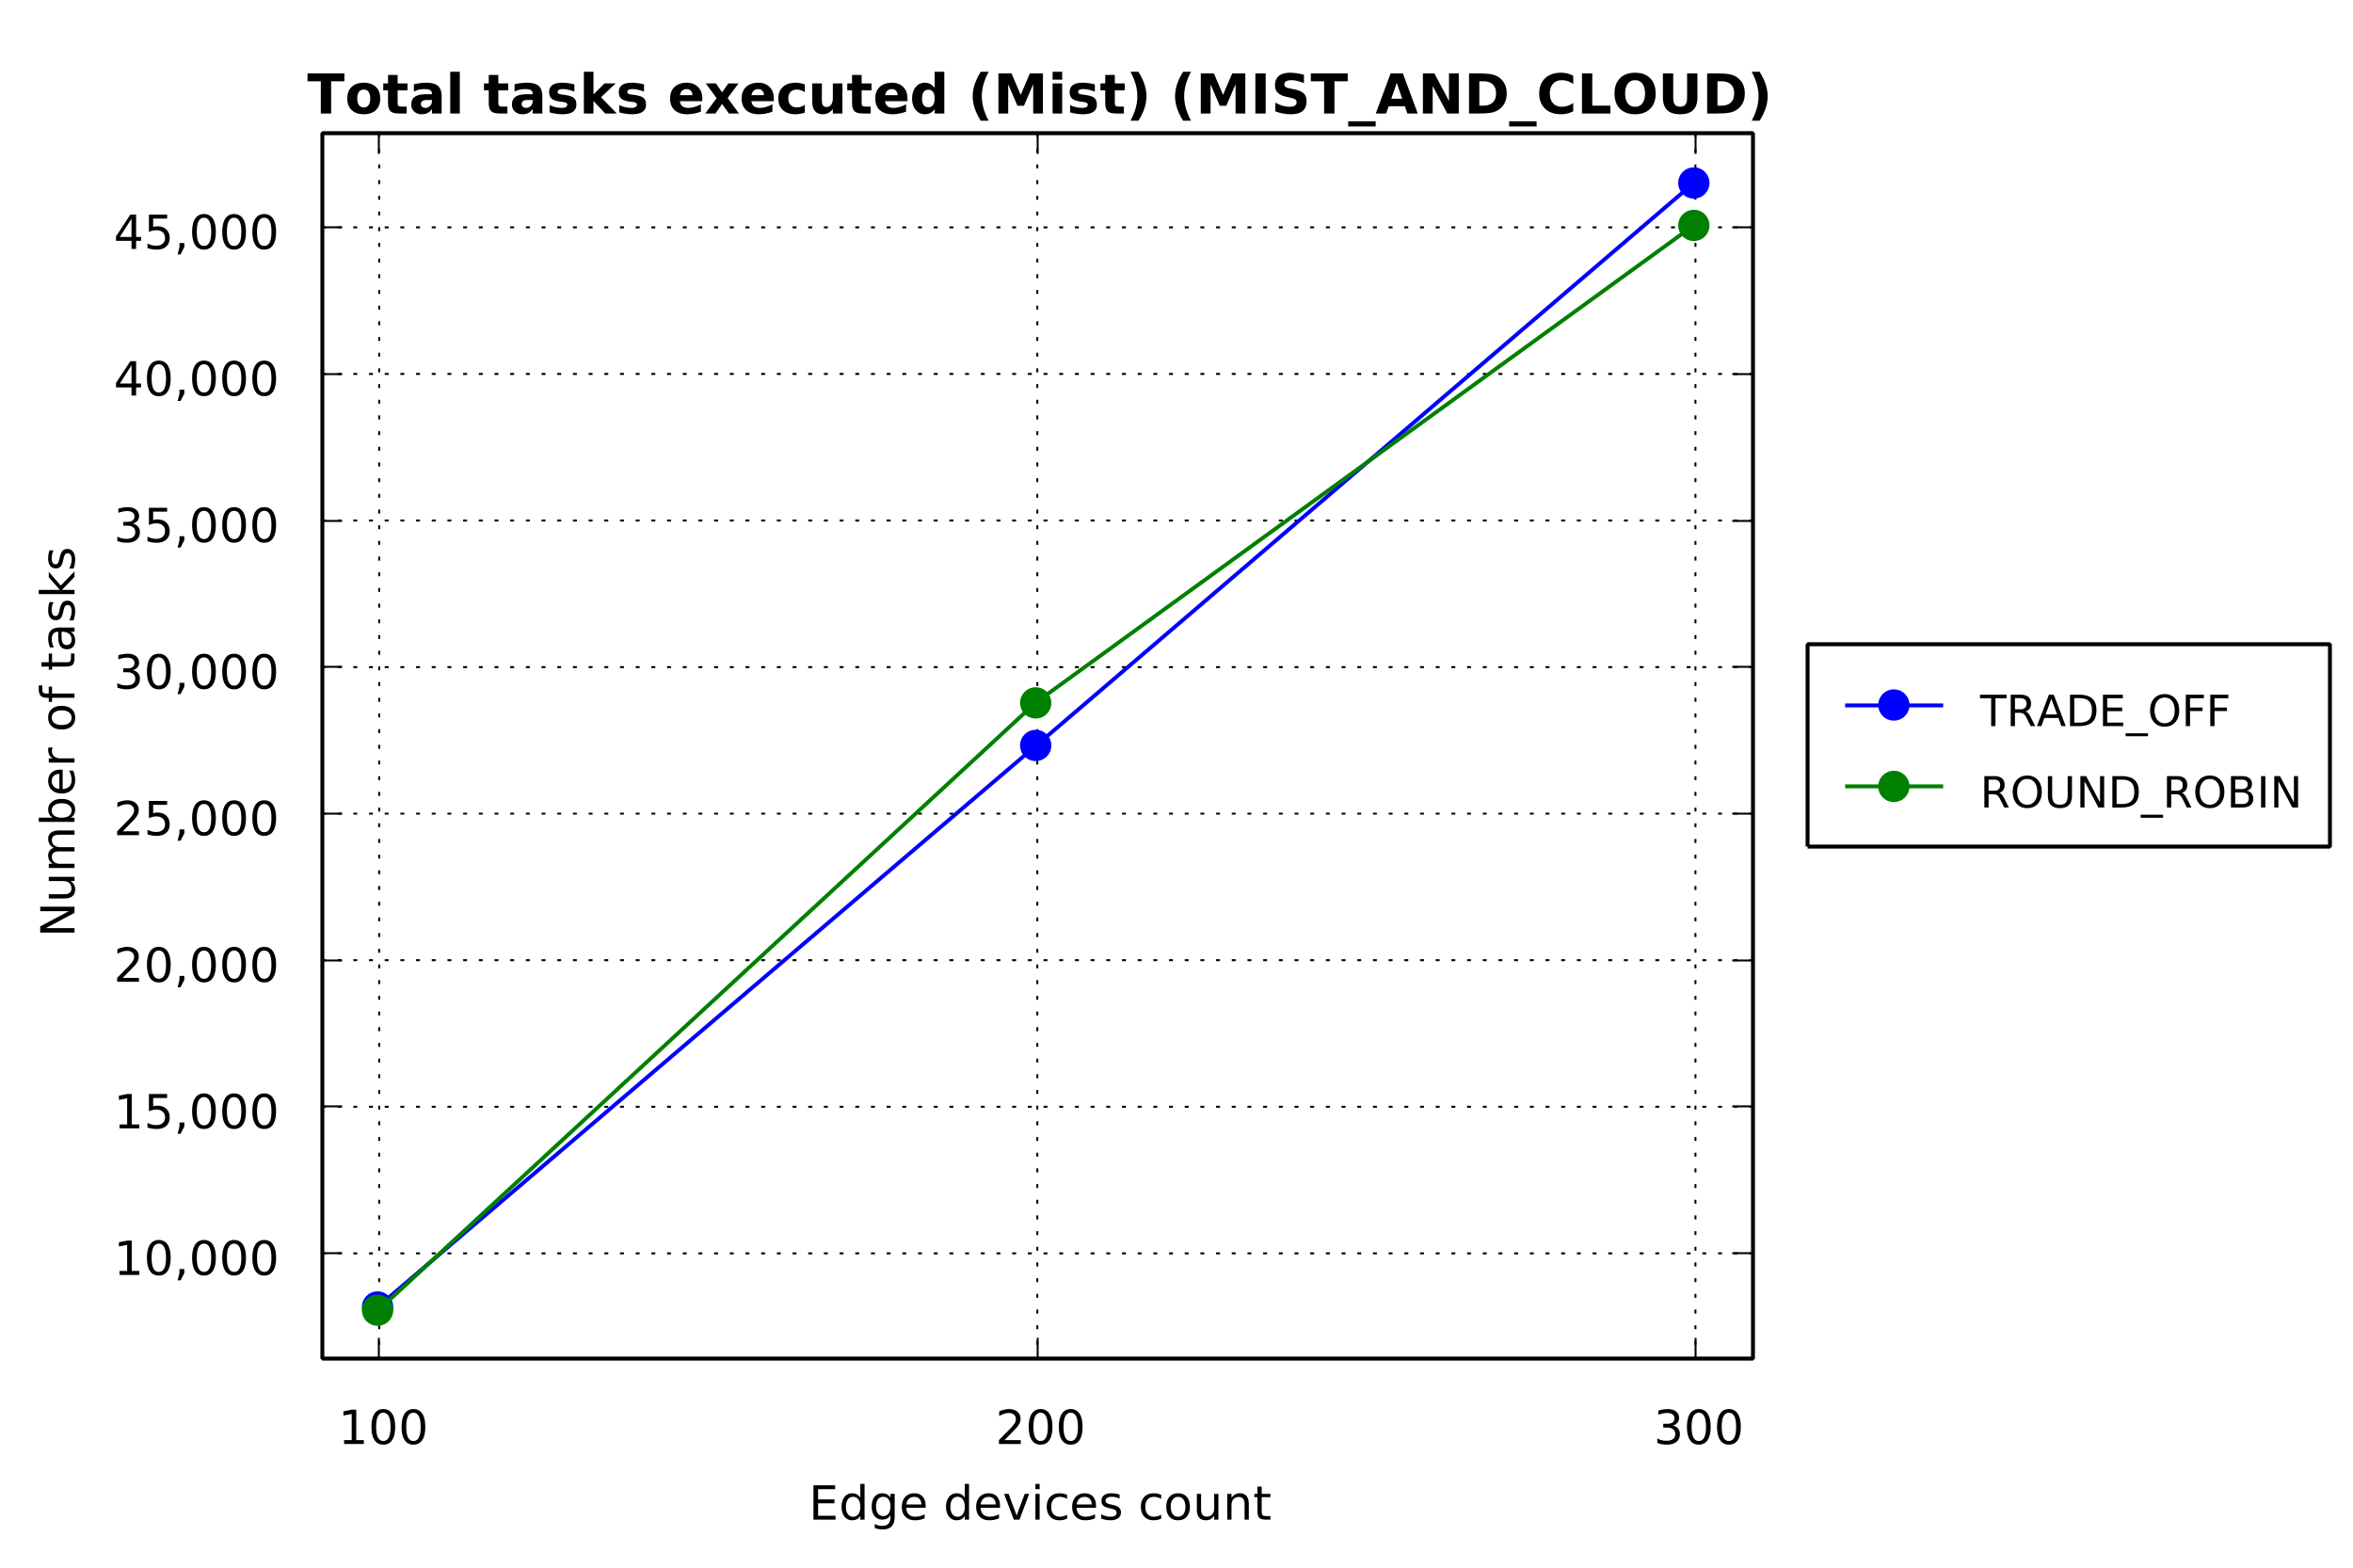 Total tasks executed (Mist) (MIST_AND_CLOUD)
45,000
40,000
35,000
30,000
25,000
20,000
15,000
10,000
Number of tasks
100 200 300
Edge devices count
TRADE_OFF
ROUND_ROBIN